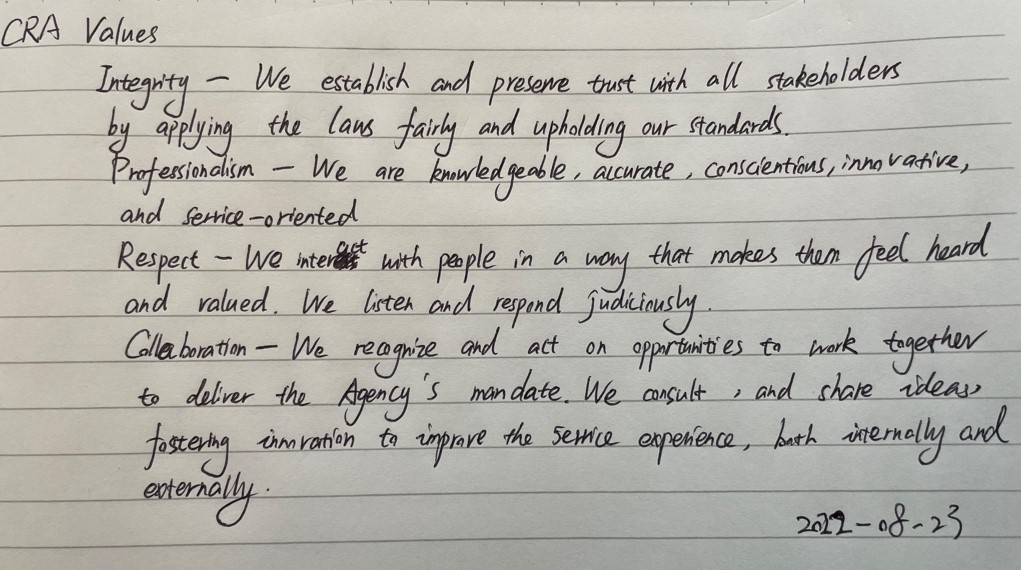 CRA Values
Integrity – We establish and preserve trust with all stakeholders
by applying the laws fairly and upholding our standards.
Professionalism – We are knowledgeable, accurate, conscientious, innovative,
and service-oriented
Respect – We interact with people in a way that makes them feel heard
and valued. We listen and respond judiciously.
Collaboration – We recognize and act on opportunities to work together
to deliver the Agency's mandate. We consult, and share ideas,
fostering innovation to improve the service experience, both internally and
externally.
2022-08-23